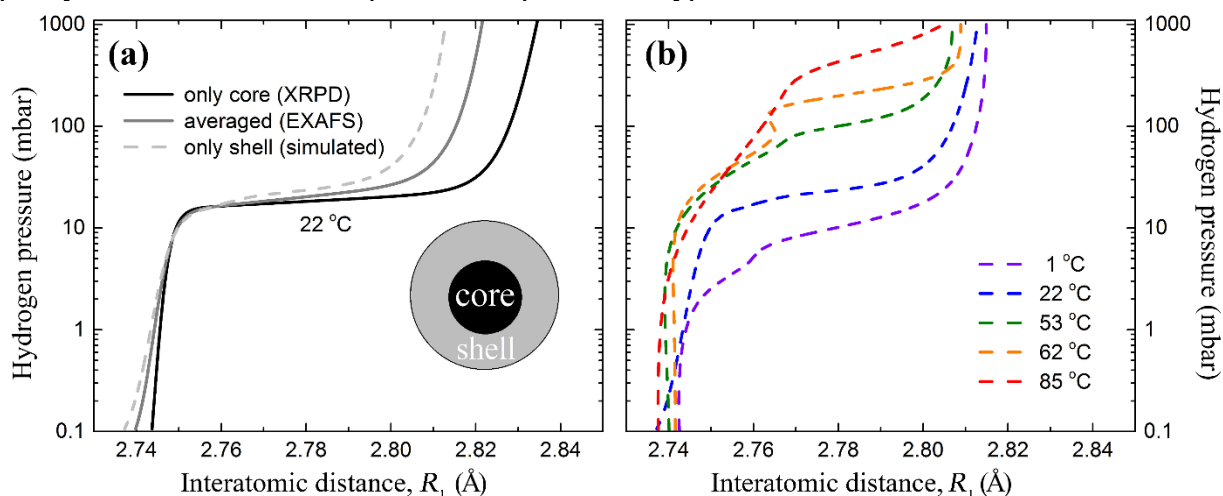 (a)
only core (XRPD)
averaged (EXAFS)
only shell (simulated)
22 °C
core
shell
Hydrogen pressure (mbar)
1000
100
10
1
0.1
2.74 2.76 2.78 2.80 2.82 2.84
Interatomic distance, R₁ (Å)
(b)
1 °C
22 °C
53 °C
62 °C
85 °C
1000
100
10
1
0.1
Hydrogen pressure (mbar)
2.74 2.76 2.78 2.80 2.82 2.84
Interatomic distance, R₁ (Å)